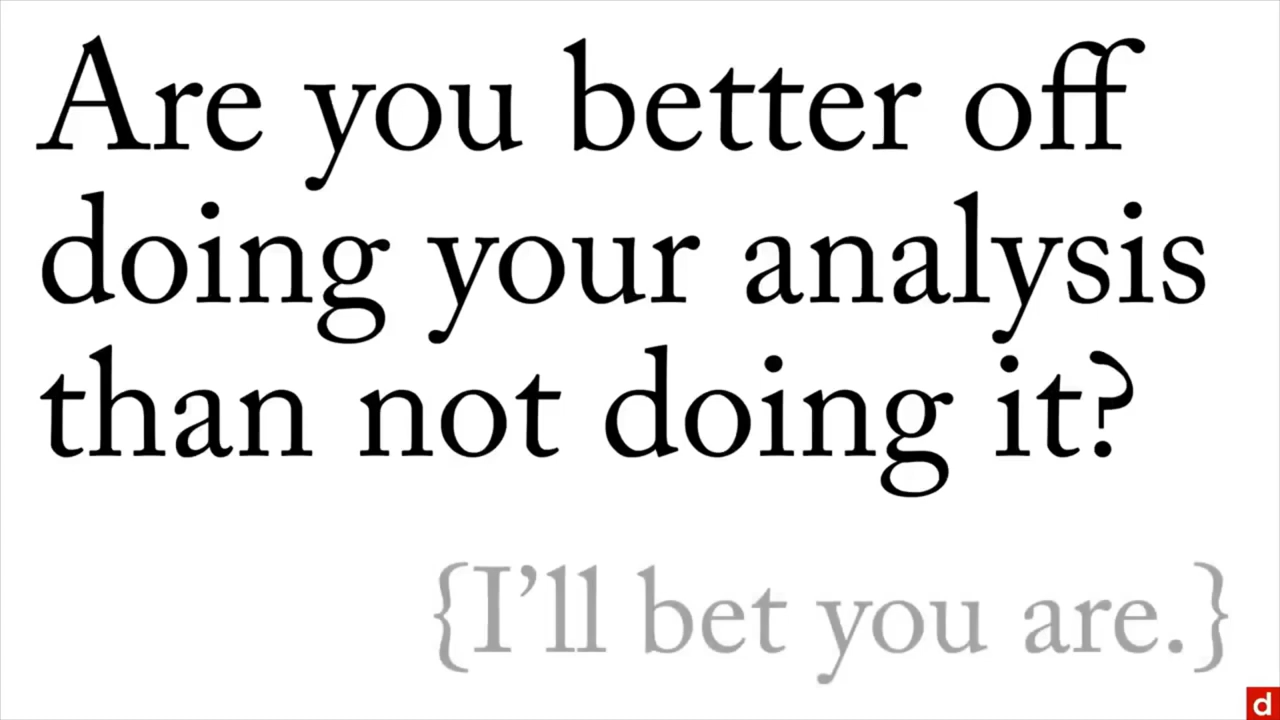 Are you better off
doing your analysis
than not doing it?
{I’ll bet you are.}
d